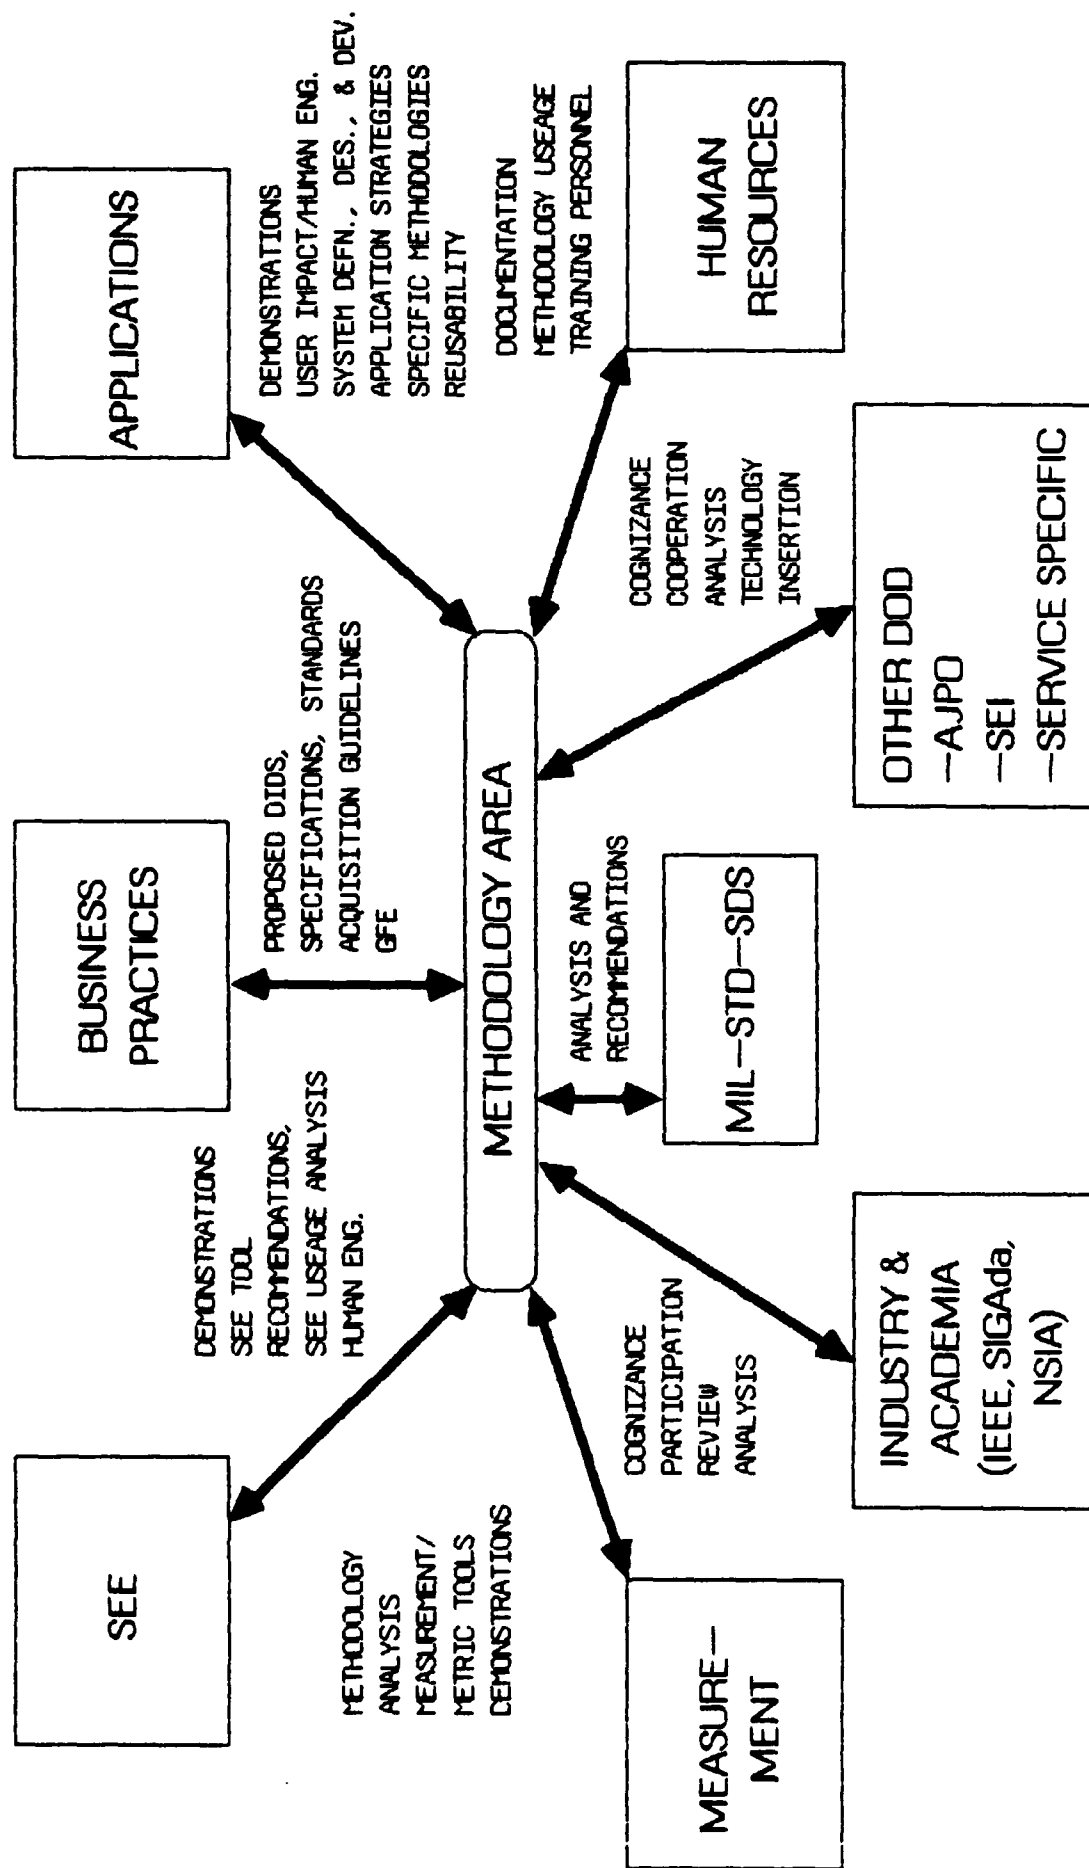 SEE
BUSINESS
PRACTICES
APPLICATIONS
DEMONSTRATIONS
SEE TOOL
RECOMMENDATIONS,
SEE USEAGE ANALYSIS
HUMAN ENG.
PROPOSED DIDS,
SPECIFICATIONS, STANDARDS
ACQUISITION GUIDELINES
GFE
DEMONSTRATIONS
USER IMPACT/HUMAN ENG.
SYSTEM DEFN., DES., & DEV.
APPLICATION STRATEGIES
SPECIFIC METHODOLOGIES
REUSABILITY
METHODOLOGY
ANALYSIS
MEASUREMENT/
METRIC TOOLS
DEMONSTRATIONS
METHODOLOGY AREA
DOCUMENTATION
METHODOLOGY USEAGE
TRAINING PERSONNEL
MEASURE-
MENT
COGNIZANCE
PARTICIPATION
REVIEW
ANALYSIS
ANALYSIS AND
RECOMMENDATIONS
COGNIZANCE
COOPERATION
ANALYSIS
TECHNOLOGY
INSERTION
HUMAN
RESOURCES
INDUSTRY &
ACADEMIA
(IEEE, SIGAda,
NSIA)
MIL-STD-SDS
OTHER DOD
-AJPO
-SEI
-SERVICE SPECIFIC